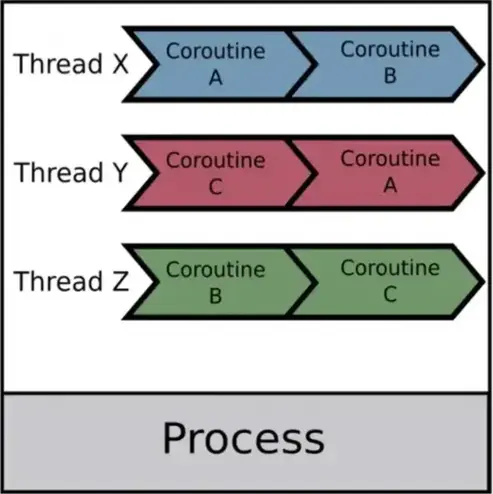 Thread X
Coroutine
A
Coroutine
B
Thread Y
Coroutine
C
Coroutine
A
Thread Z
Coroutine
B
Coroutine
C
Process